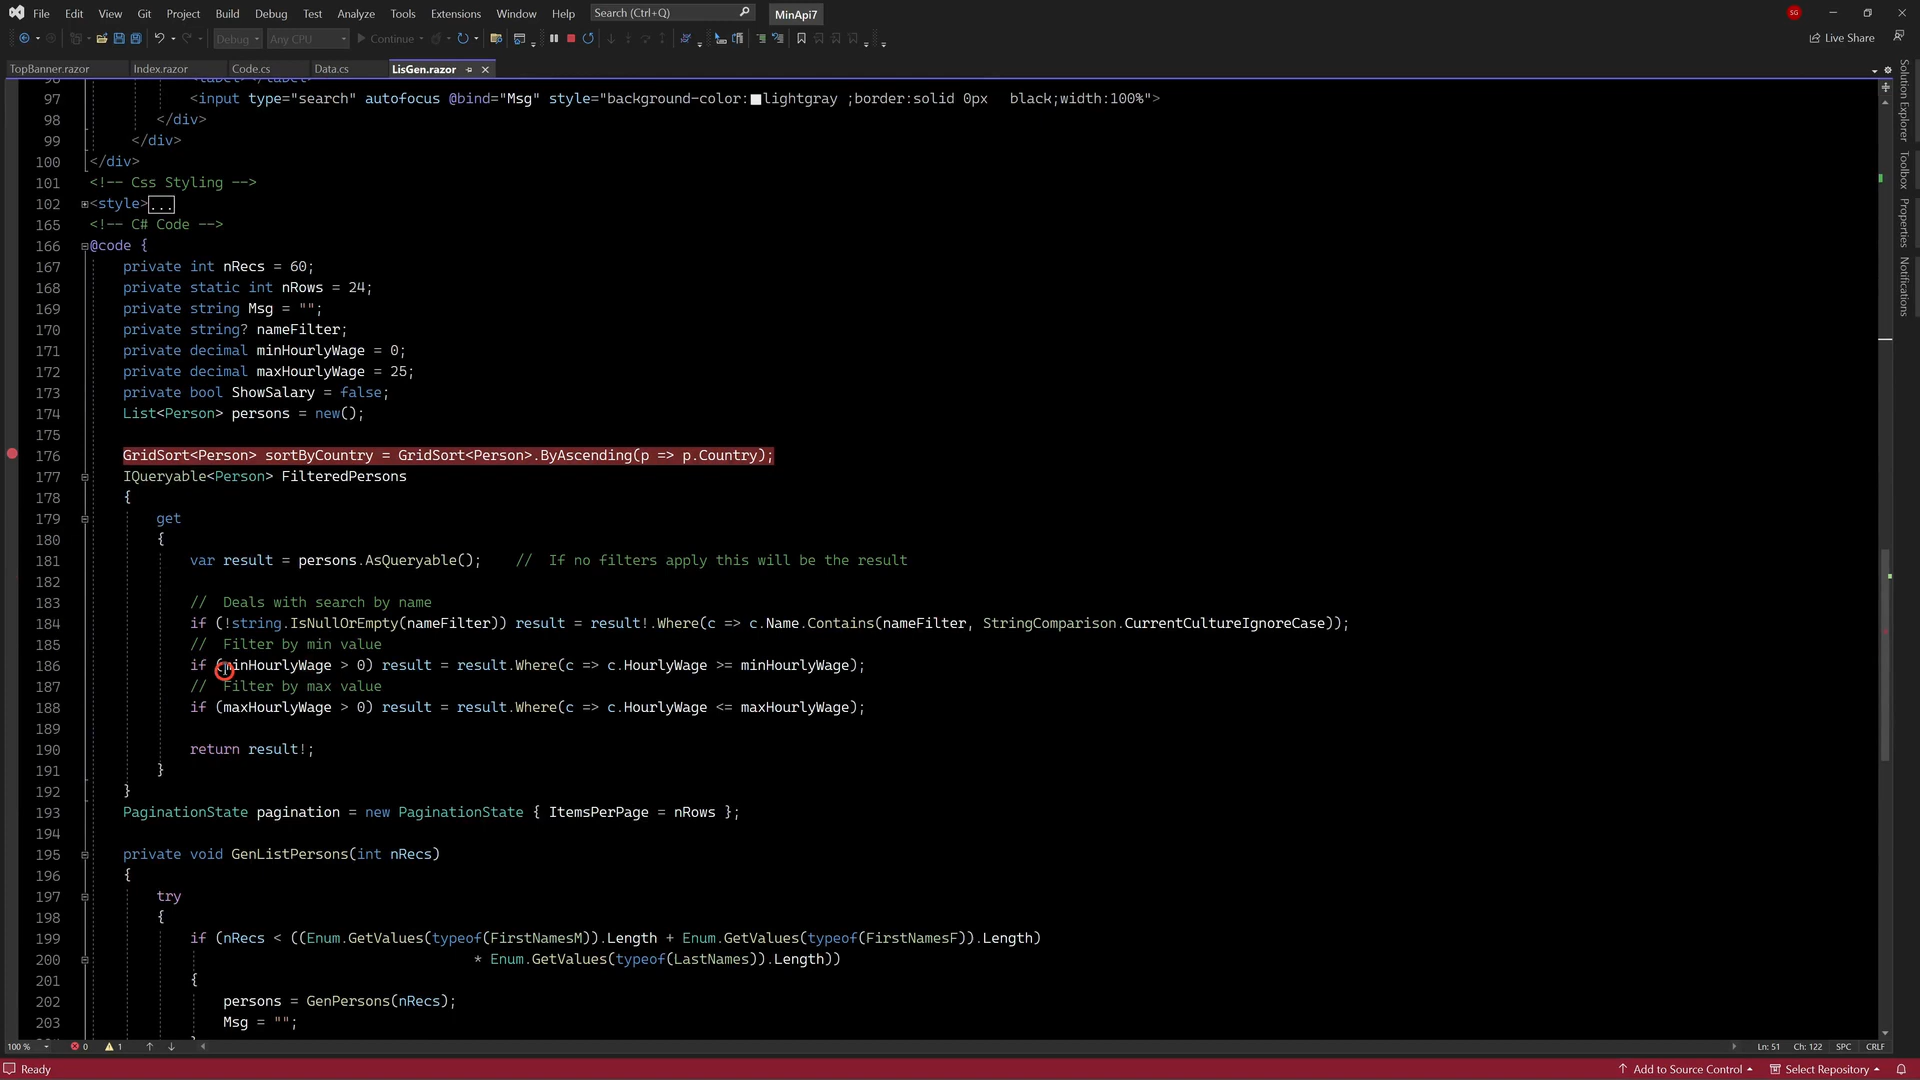 File Edit View Git Project Build Debug Test Analyze Tools Extensions Window Help Search (Ctrl+Q) MinApi7 SG
Debug Any CPU Continue Live Share
TopBanner.razor Index.razor Code.cs Data.cs LisGen.razor
97 <input type="search" autofocus @bind="Msg" style="background-color:lightgray ;border:solid 0px black;width:100%">
98 </div>
99 </div>
100 </div>
101 <!-- Css Styling -->
102 <style>...
165 <!-- C# Code -->
166 @code {
167 private int nRecs = 60;
168 private static int nRows = 24;
169 private string Msg = "";
170 private string? nameFilter;
171 private decimal minHourlyWage = 0;
172 private decimal maxHourlyWage = 25;
173 private bool ShowSalary = false;
174 List<Person> persons = new();
175
176 GridSort<Person> sortByCountry = GridSort<Person>.ByAscending(p => p.Country);
177 IQueryable<Person> FilteredPersons
178 {
179 get
180 {
181 var result = persons.AsQueryable(); // If no filters apply this will be the result
182
183 // Deals with search by name
184 if (!string.IsNullOrEmpty(nameFilter)) result = result!.Where(c => c.Name.Contains(nameFilter, StringComparison.CurrentCultureIgnoreCase));
185 // Filter by min value
186 if (minHourlyWage > 0) result = result.Where(c => c.HourlyWage >= minHourlyWage);
187 // Filter by max value
188 if (maxHourlyWage > 0) result = result.Where(c => c.HourlyWage <= maxHourlyWage);
189
190 return result!;
191 }
192 }
193 PaginationState pagination = new PaginationState { ItemsPerPage = nRows };
194
195 private void GenListPersons(int nRecs)
196 {
197 try
198 {
199 if (nRecs < ((Enum.GetValues(typeof(FirstNamesM)).Length + Enum.GetValues(typeof(FirstNamesF)).Length)
200 * Enum.GetValues(typeof(LastNames)).Length))
201 {
202 persons = GenPersons(nRecs);
203 Msg = "";
100 % 0 1 Ln: 51 Ch: 122 SPC CRLF
Ready Add to Source Control Select Repository
Solution Explorer
Toolbox
Properties
Notifications